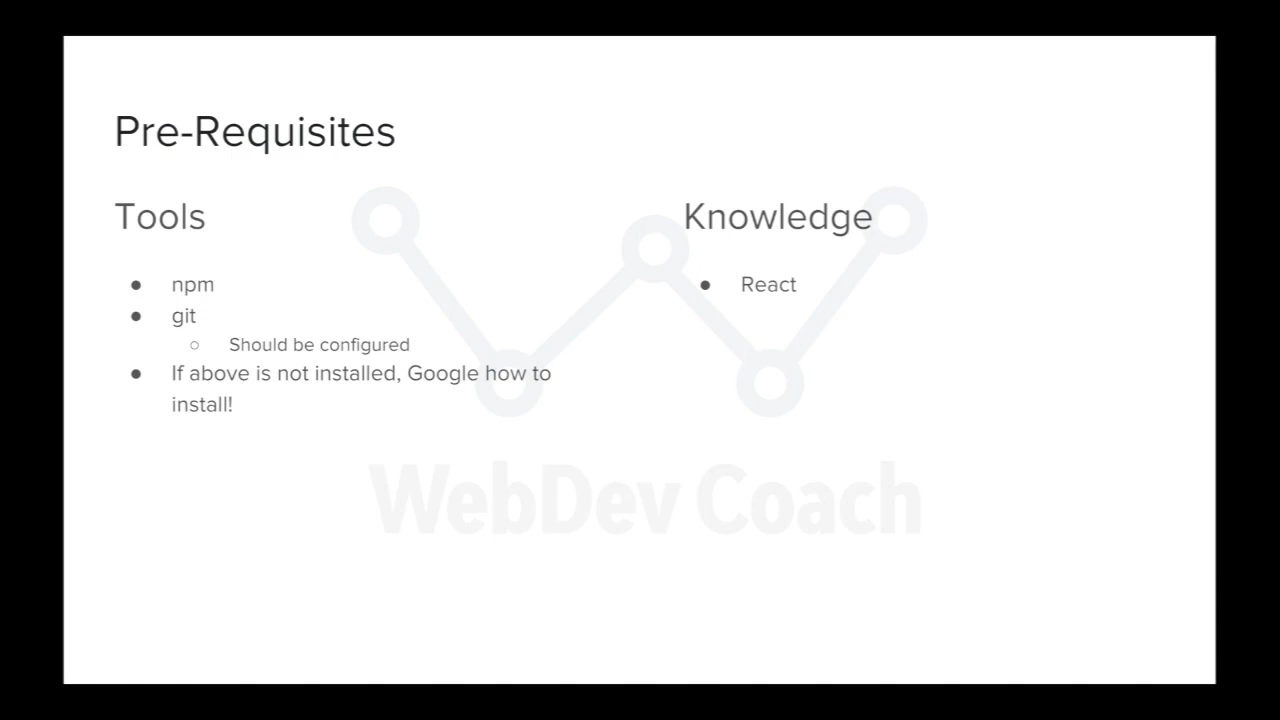 Pre-Requisites
Tools
● npm
● git
○ Should be configured
● If above is not installed, Google how to
install!
Knowledge
● React
WebDev Coach